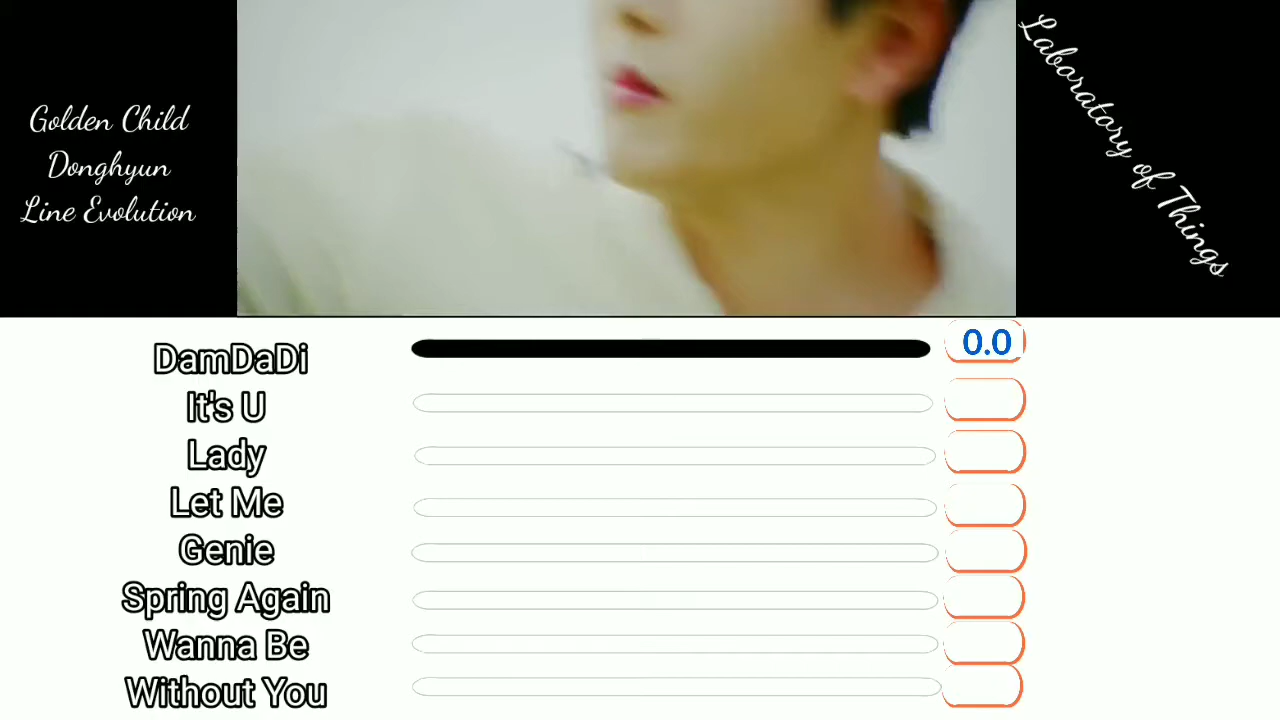 Golden Child
Donghyun
Line Evolution
Laboratory of Things
DamDaDi
0.0
It's U
Lady
Let Me
Genie
Spring Again
Wanna Be
Without You